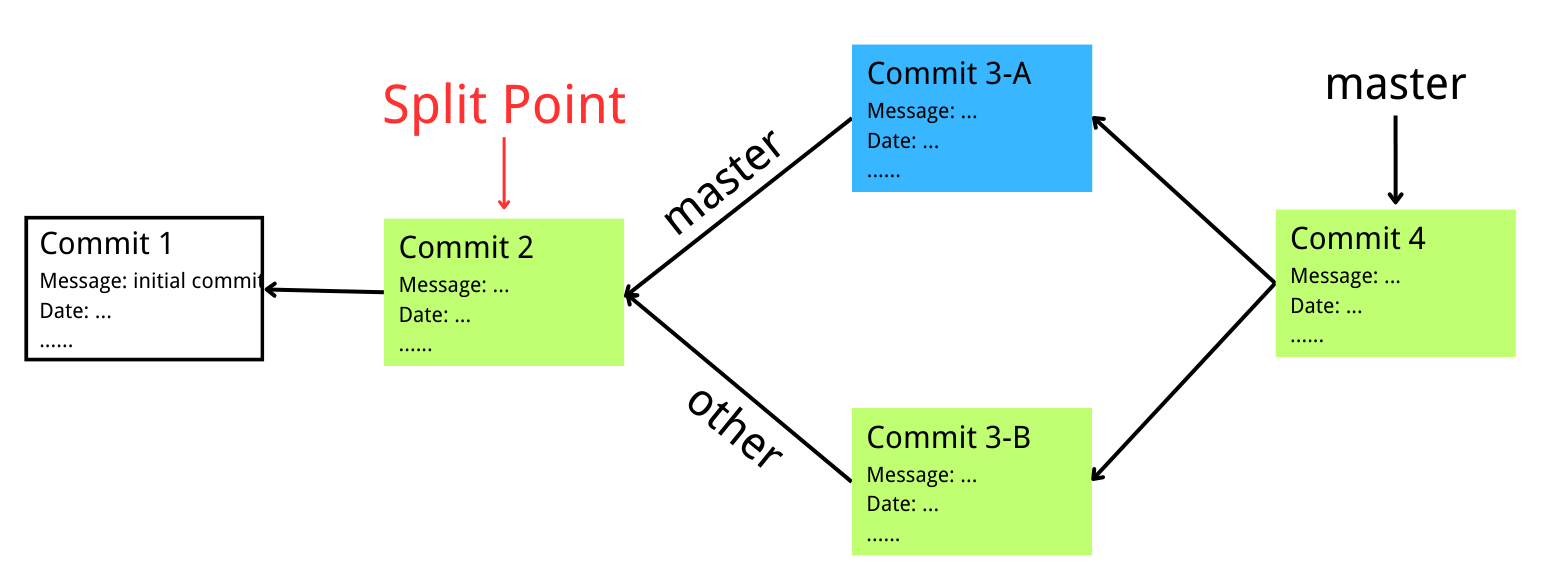 Split Point
Commit 1
Message: initial commit
Date: ...
......
Commit 2
Message: ...
Date: ...
......
master
other
Commit 3-A
Message: ...
Date: ...
......
Commit 3-B
Message: ...
Date: ...
......
master
Commit 4
Message: ...
Date: ...
......